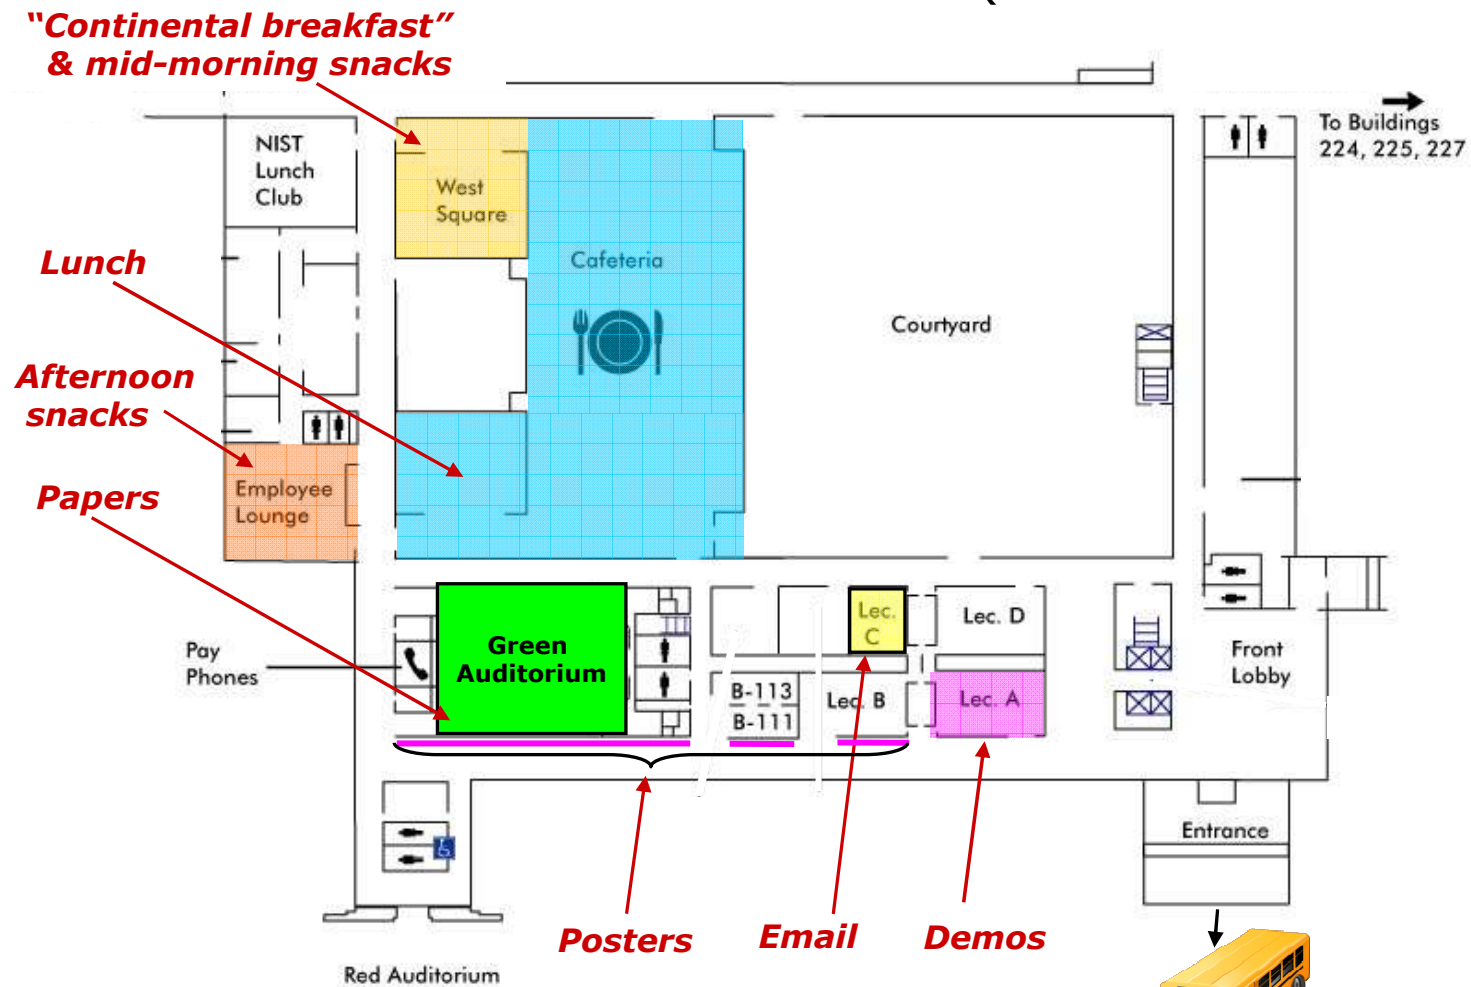 “Continental breakfast”
& mid-morning snacks
To Buildings
224, 225, 227
NIST
Lunch
Club
West
Square
Lunch
Cafeteria
Courtyard
Afternoon
snacks
Employee
Lounge
Papers
Green
Auditorium
Lec.
C
Lec. D
Pay
Phones
Front
Lobby
B-113
B-111
Lec. B
Lec. A
Entrance
Posters
Email
Demos
Red Auditorium